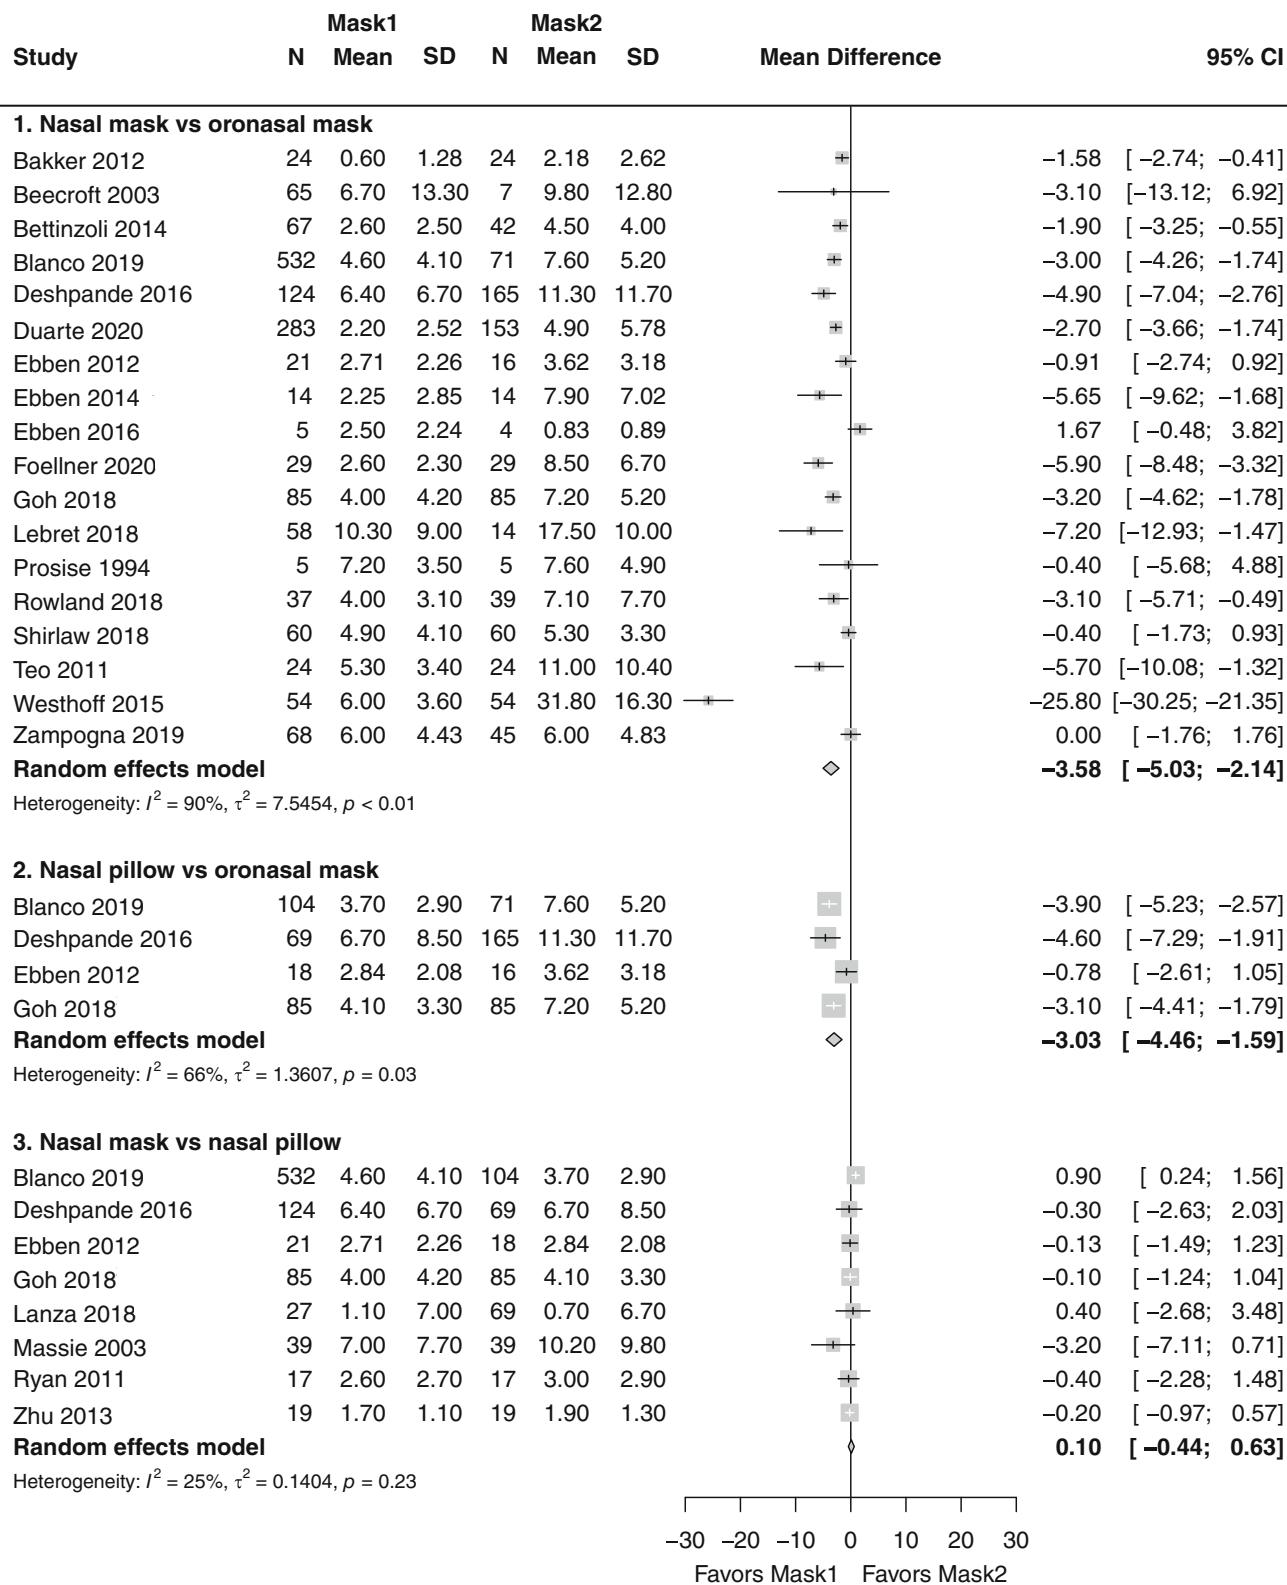 Mask1 Mask2
Study N Mean SD N Mean SD Mean Difference 95% CI
1. Nasal mask vs oronasal mask
Bakker 2012 24 0.60 1.28 24 2.18 2.62 −1.58 [ −2.74; −0.41]
Beecroft 2003 65 6.70 13.30 7 9.80 12.80 −3.10 [−13.12; 6.92]
Bettinzoli 2014 67 2.60 2.50 42 4.50 4.00 −1.90 [ −3.25; −0.55]
Blanco 2019 532 4.60 4.10 71 7.60 5.20 −3.00 [ −4.26; −1.74]
Deshpande 2016 124 6.40 6.70 165 11.30 11.70 −4.90 [ −7.04; −2.76]
Duarte 2020 283 2.20 2.52 153 4.90 5.78 −2.70 [ −3.66; −1.74]
Ebben 2012 21 2.71 2.26 16 3.62 3.18 −0.91 [ −2.74; 0.92]
Ebben 2014 14 2.25 2.85 14 7.90 7.02 −5.65 [ −9.62; −1.68]
Ebben 2016 5 2.50 2.24 4 0.83 0.89 1.67 [ −0.48; 3.82]
Foellner 2020 29 2.60 2.30 29 8.50 6.70 −5.90 [ −8.48; −3.32]
Goh 2018 85 4.00 4.20 85 7.20 5.20 −3.20 [ −4.62; −1.78]
Lebret 2018 58 10.30 9.00 14 17.50 10.00 −7.20 [−12.93; −1.47]
Prosise 1994 5 7.20 3.50 5 7.60 4.90 −0.40 [ −5.68; 4.88]
Rowland 2018 37 4.00 3.10 39 7.10 7.70 −3.10 [ −5.71; −0.49]
Shirlaw 2018 60 4.90 4.10 60 5.30 3.30 −0.40 [ −1.73; 0.93]
Teo 2011 24 5.30 3.40 24 11.00 10.40 −5.70 [−10.08; −1.32]
Westhoff 2015 54 6.00 3.60 54 31.80 16.30 −25.80 [−30.25; −21.35]
Zampogna 2019 68 6.00 4.43 45 6.00 4.83 0.00 [ −1.76; 1.76]
Random effects model −3.58 [ −5.03; −2.14]
Heterogeneity: I² = 90%, τ² = 7.5454, p < 0.01
2. Nasal pillow vs oronasal mask
Blanco 2019 104 3.70 2.90 71 7.60 5.20 −3.90 [ −5.23; −2.57]
Deshpande 2016 69 6.70 8.50 165 11.30 11.70 −4.60 [ −7.29; −1.91]
Ebben 2012 18 2.84 2.08 16 3.62 3.18 −0.78 [ −2.61; 1.05]
Goh 2018 85 4.10 3.30 85 7.20 5.20 −3.10 [ −4.41; −1.79]
Random effects model −3.03 [ −4.46; −1.59]
Heterogeneity: I² = 66%, τ² = 1.3607, p = 0.03
3. Nasal mask vs nasal pillow
Blanco 2019 532 4.60 4.10 104 3.70 2.90 0.90 [ 0.24; 1.56]
Deshpande 2016 124 6.40 6.70 69 6.70 8.50 −0.30 [ −2.63; 2.03]
Ebben 2012 21 2.71 2.26 18 2.84 2.08 −0.13 [ −1.49; 1.23]
Goh 2018 85 4.00 4.20 85 4.10 3.30 −0.10 [ −1.24; 1.04]
Lanza 2018 27 1.10 7.00 69 0.70 6.70 0.40 [ −2.68; 3.48]
Massie 2003 39 7.00 7.70 39 10.20 9.80 −3.20 [ −7.11; 0.71]
Ryan 2011 17 2.60 2.70 17 3.00 2.90 −0.40 [ −2.28; 1.48]
Zhu 2013 19 1.70 1.10 19 1.90 1.30 −0.20 [ −0.97; 0.57]
Random effects model 0.10 [ −0.44; 0.63]
Heterogeneity: I² = 25%, τ² = 0.1404, p = 0.23
−30 −20 −10 0 10 20 30
Favors Mask1 Favors Mask2